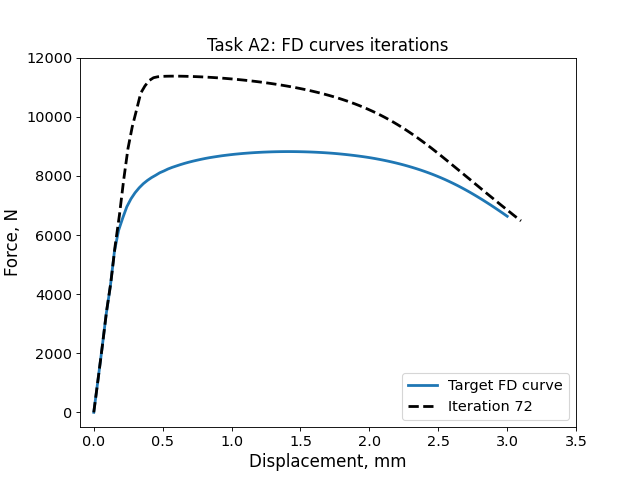 Task A2: FD curves iterations
12000
10000
8000
6000
4000
2000
0
Force, N
0.0 0.5 1.0 1.5 2.0 2.5 3.0 3.5
Displacement, mm
Target FD curve
Iteration 72